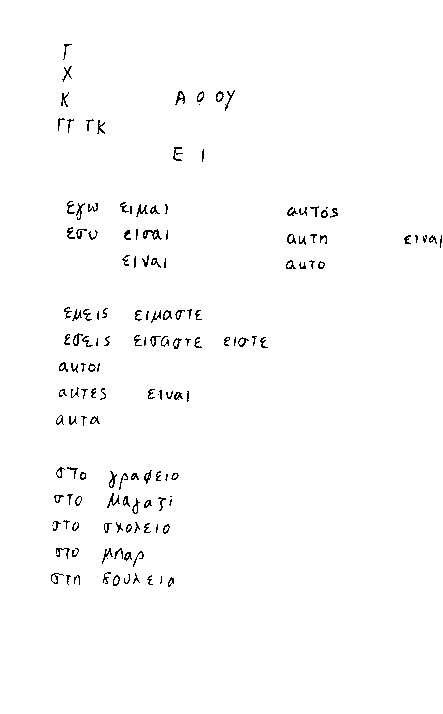 Γ
Χ
Κ Α Ο ΟΥ
ΓΓ ΓΚ
Ε Ι
εγω ειμαι αυτός
εσυ εισαι αυτη ειναι
ειναι αυτο
εμεις ειμαστε
εσεις εισαστε ειστε
αυτοι
αυτες ειναι
αυτα
στο γραφειο
στο μαγαζί
στο σχολειο
στο μπαρ
στη δουλεια